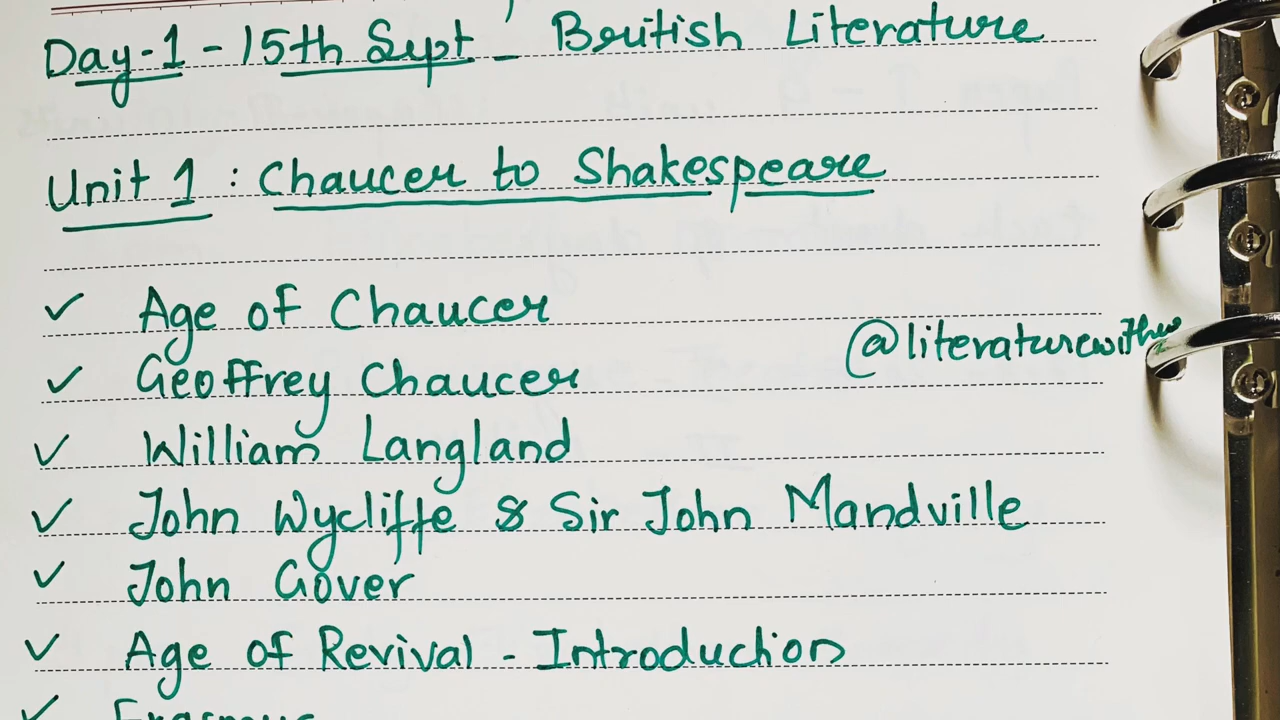 Day-1 - 15th Sept - British Literature
Unit 1 : Chaucer to Shakespeare
✓ Age of Chaucer
@literaturewith
✓ Geoffrey Chaucer
✓ William Langland
✓ John Wycliffe & Sir John Mandville
✓ John Gover
✓ Age of Revival - Introduction
✓ Erasmus